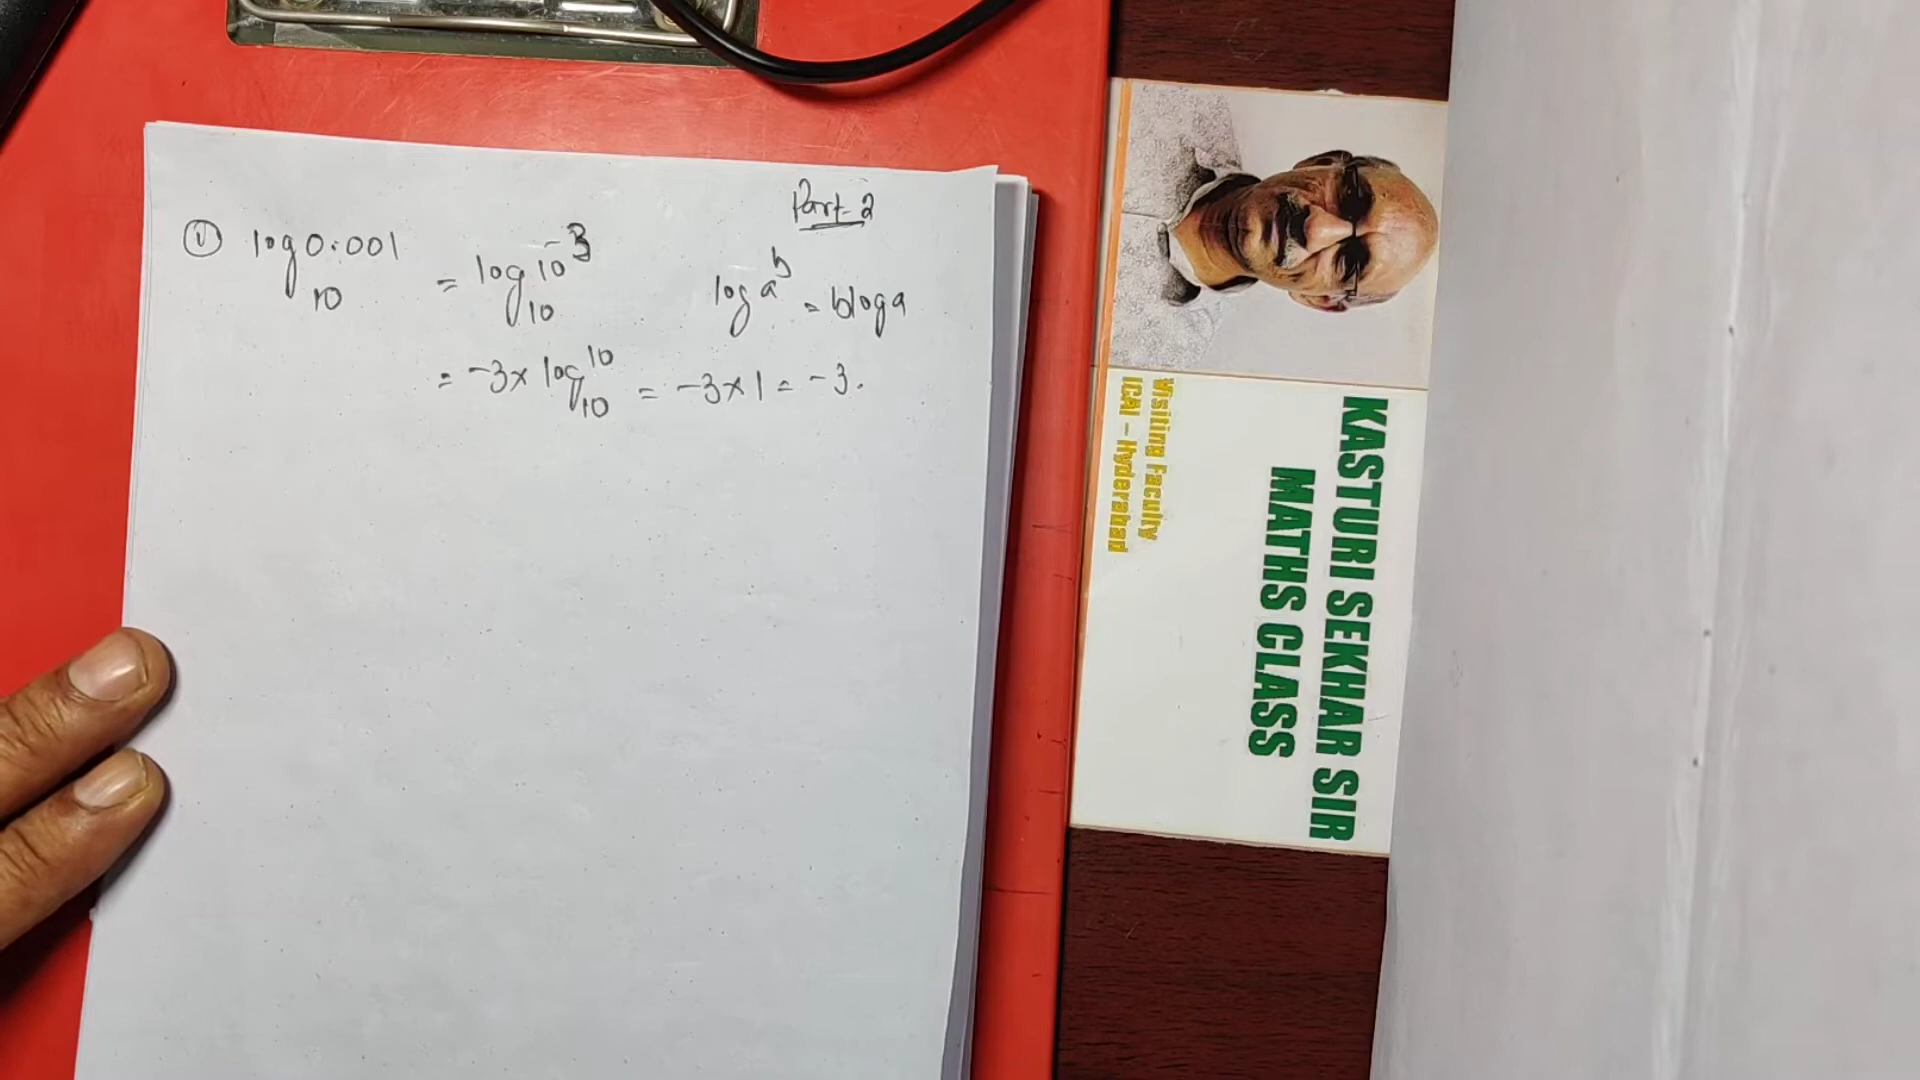 Part-2
① log₁₀ 0.001 = log₁₀ 10⁻³
log aᵇ = b log a
= -3 × log₁₀ 10 = -3 × 1 = -3.
KASTURI SEKHAR SIR
MATHS CLASS
Visiting Faculty
ICAI - Hyderabad